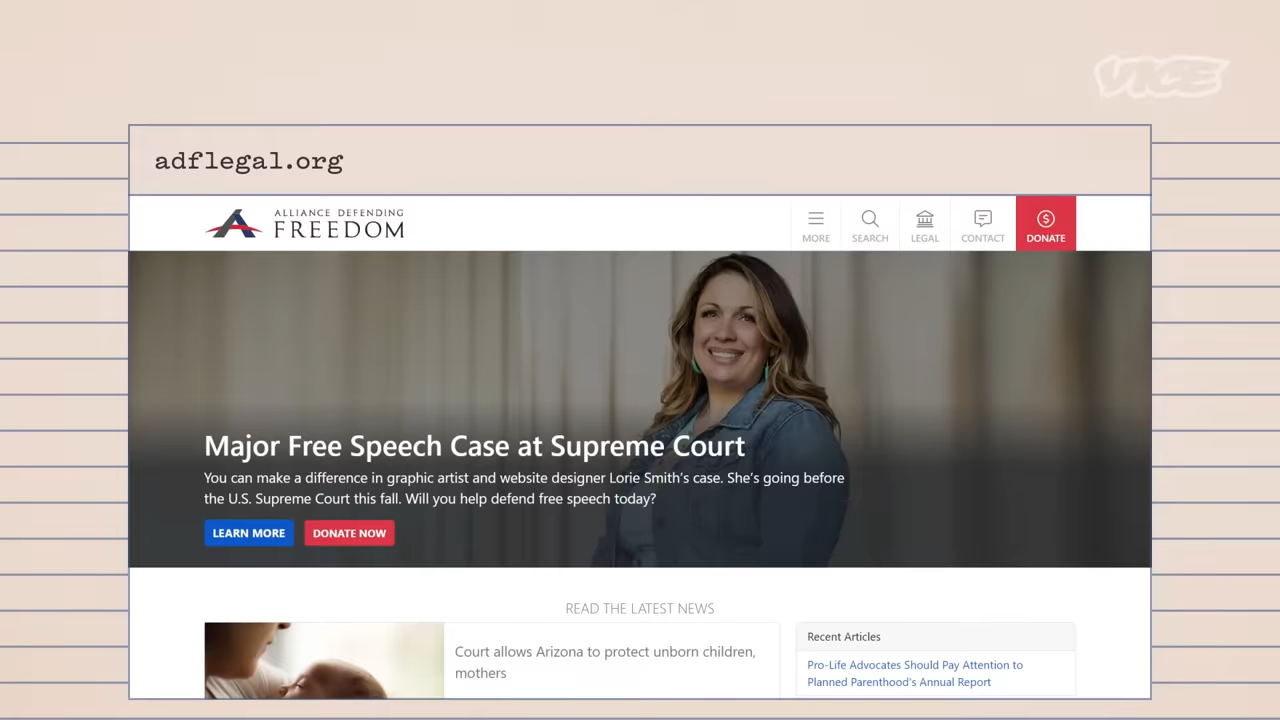 VICE
adflegal.org
ALLIANCE DEFENDING
FREEDOM
MORE
SEARCH
LEGAL
CONTACT
DONATE
Major Free Speech Case at Supreme Court
You can make a difference in graphic artist and website designer Lorie Smith's case. She's going before
the U.S. Supreme Court this fall. Will you help defend free speech today?
LEARN MORE
DONATE NOW
READ THE LATEST NEWS
Court allows Arizona to protect unborn children,
mothers
Recent Articles
Pro-Life Advocates Should Pay Attention to
Planned Parenthood's Annual Report